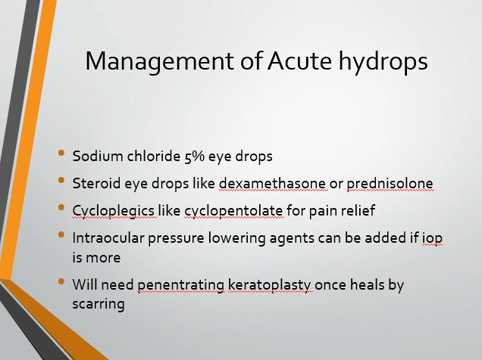 Management of Acute hydrops
Sodium chloride 5% eye drops
Steroid eye drops like dexamethasone or prednisolone
Cycloplegics like cyclopentolate for pain relief
Intraocular pressure lowering agents can be added if iop
is more
Will need penentrating keratoplasty once heals by
scarring